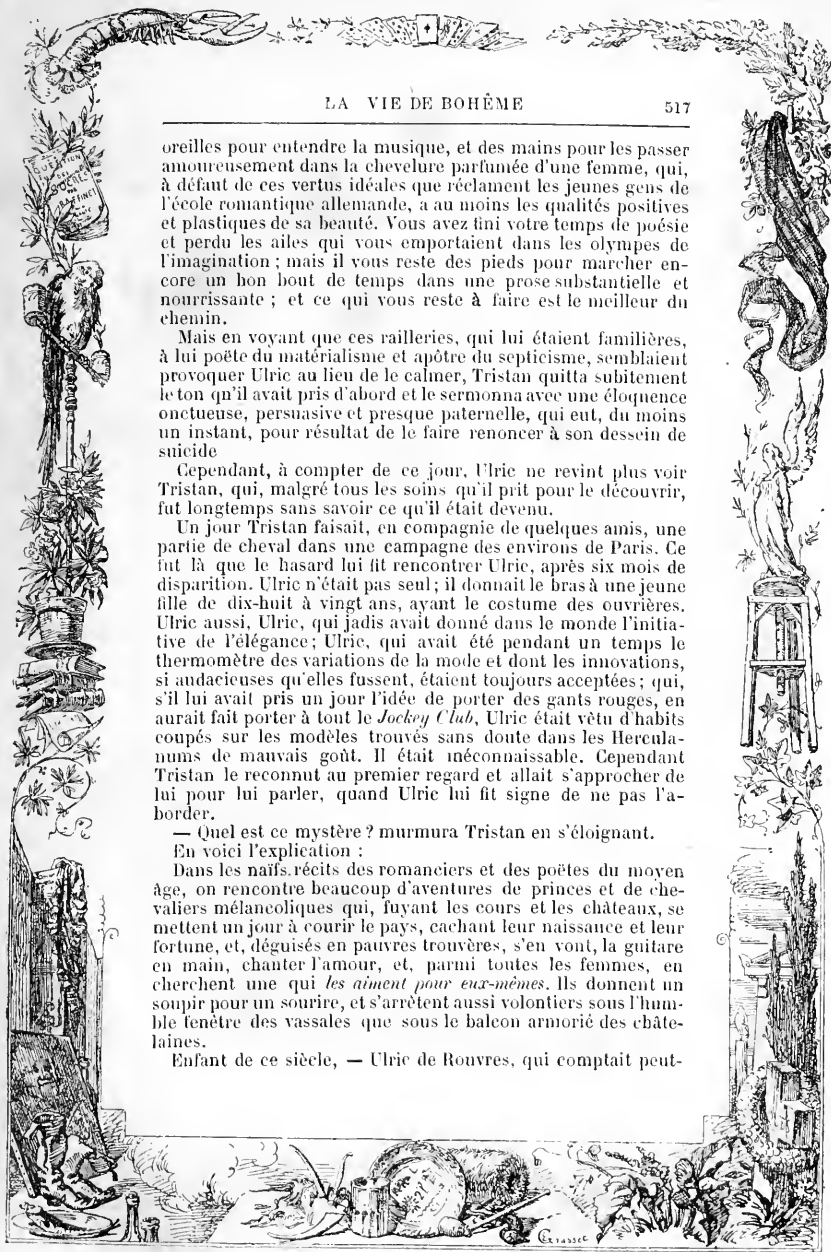 LA VIE DE BOHÊME 517
oreilles pour entendre la musique, et des mains pour les passer
amoureusement dans la chevelure parfumée d'une femme, qui,
à défaut de ces vertus idéales que réclament les jeunes gens de
l'école romantique allemande, a au moins les qualités positives
et plastiques de sa beauté. Vous avez fini votre temps de poésie
et perdu les ailes qui vous emportaient dans les olympes de
l'imagination ; mais il vous reste des pieds pour marcher en-
core un bon bout de temps dans une prose substantielle et
nourrissante ; et ce qui vous reste à faire est le meilleur du
chemin.
Mais en voyant que ces railleries, qui lui étaient familières,
à lui poëte du matérialisme et apôtre du septicisme, semblaient
provoquer Ulric au lieu de le calmer, Tristan quitta subitement
le ton qu'il avait pris d'abord et le sermonna avec une éloquence
onctueuse, persuasive et presque paternelle, qui eut, du moins
un instant, pour résultat de le faire renoncer à son dessein de
suicide
Cependant, à compter de ce jour, Ulric ne revint plus voir
Tristan, qui, malgré tous les soins qu'il prit pour le découvrir,
fut longtemps sans savoir ce qu'il était devenu.
Un jour Tristan faisait, en compagnie de quelques amis, une
partie de cheval dans une campagne des environs de Paris. Ce
fut là que le hasard lui fit rencontrer Ulric, après six mois de
disparition. Ulric n'était pas seul ; il donnait le bras à une jeune
fille de dix-huit à vingt ans, ayant le costume des ouvrières.
Ulric aussi, Ulric, qui jadis avait donné dans le monde l'initia-
tive de l'élégance ; Ulric, qui avait été pendant un temps le
thermomètre des variations de la mode et dont les innovations,
si audacieuses qu'elles fussent, étaient toujours acceptées ; qui,
s'il lui avait pris un jour l'idée de porter des gants rouges, en
aurait fait porter à tout le Jockey Club, Ulric était vêtu d'habits
coupés sur les modèles trouvés sans doute dans les Hercula-
nums de mauvais goût. Il était méconnaissable. Cependant
Tristan le reconnut au premier regard et allait s'approcher de
lui pour lui parler, quand Ulric lui fit signe de ne pas l'a-
border.
— Quel est ce mystère ? murmura Tristan en s'éloignant.
En voici l'explication :
Dans les naïfs récits des romanciers et des poëtes du moyen
âge, on rencontre beaucoup d'aventures de princes et de che-
valiers mélancoliques qui, fuyant les cours et les châteaux, se
mettent un jour à courir le pays, cachant leur naissance et leur
fortune, et, déguisés en pauvres trouvères, s'en vont, la guitare
en main, chanter l'amour, et, parmi toutes les femmes, en
cherchent une qui les aiment pour eux-mêmes. Ils donnent un
soupir pour un sourire, et s'arrêtent aussi volontiers sous l'hum-
ble fenêtre des vassales que sous le balcon armorié des châte-
laines.
Enfant de ce siècle, — Ulric de Rouvres, qui comptait peut-